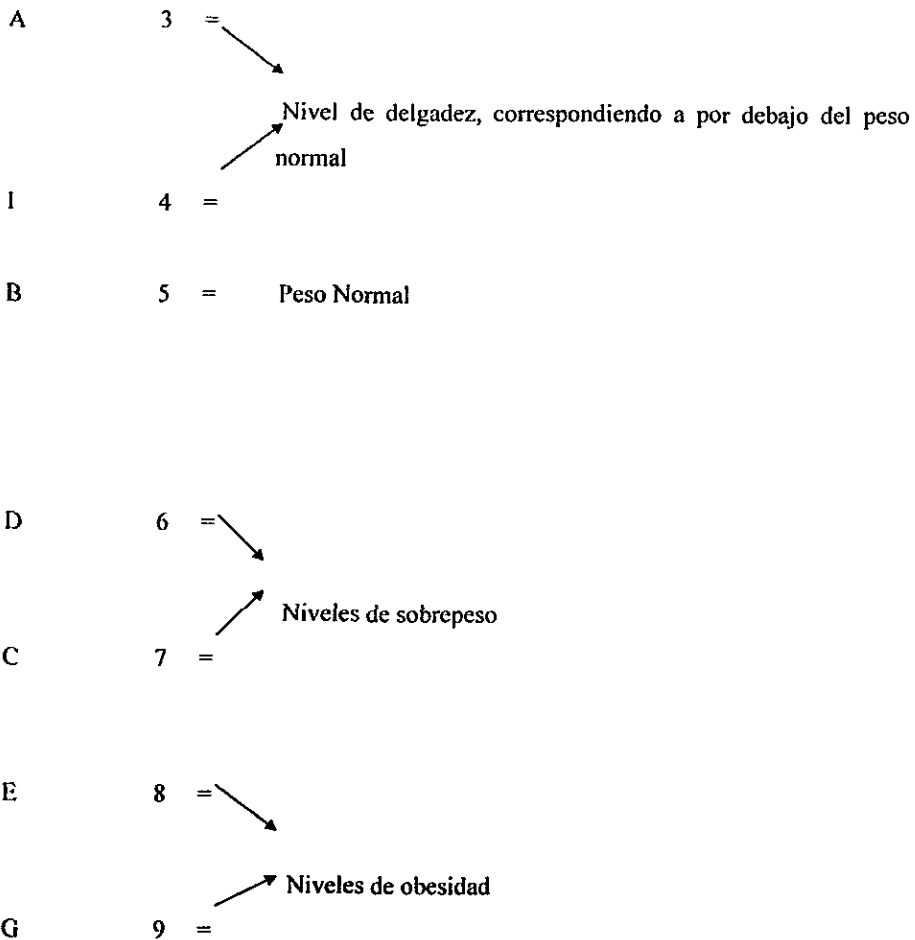 A 3 =
Nivel de delgadez, correspondiendo a por debajo del peso
normal
I 4 =
B 5 = Peso Normal
D 6 =
Niveles de sobrepeso
C 7 =
E 8 =
Niveles de obesidad
G 9 =